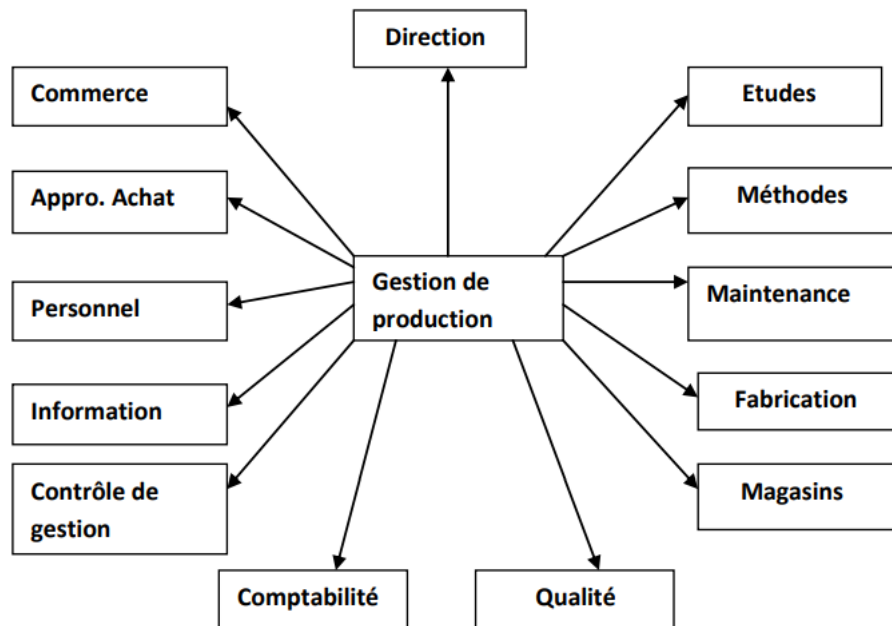 Direction
Commerce
Etudes
Appro. Achat
Méthodes
Gestion de
production
Personnel
Maintenance
Information
Fabrication
Contrôle de
gestion
Magasins
Comptabilité
Qualité